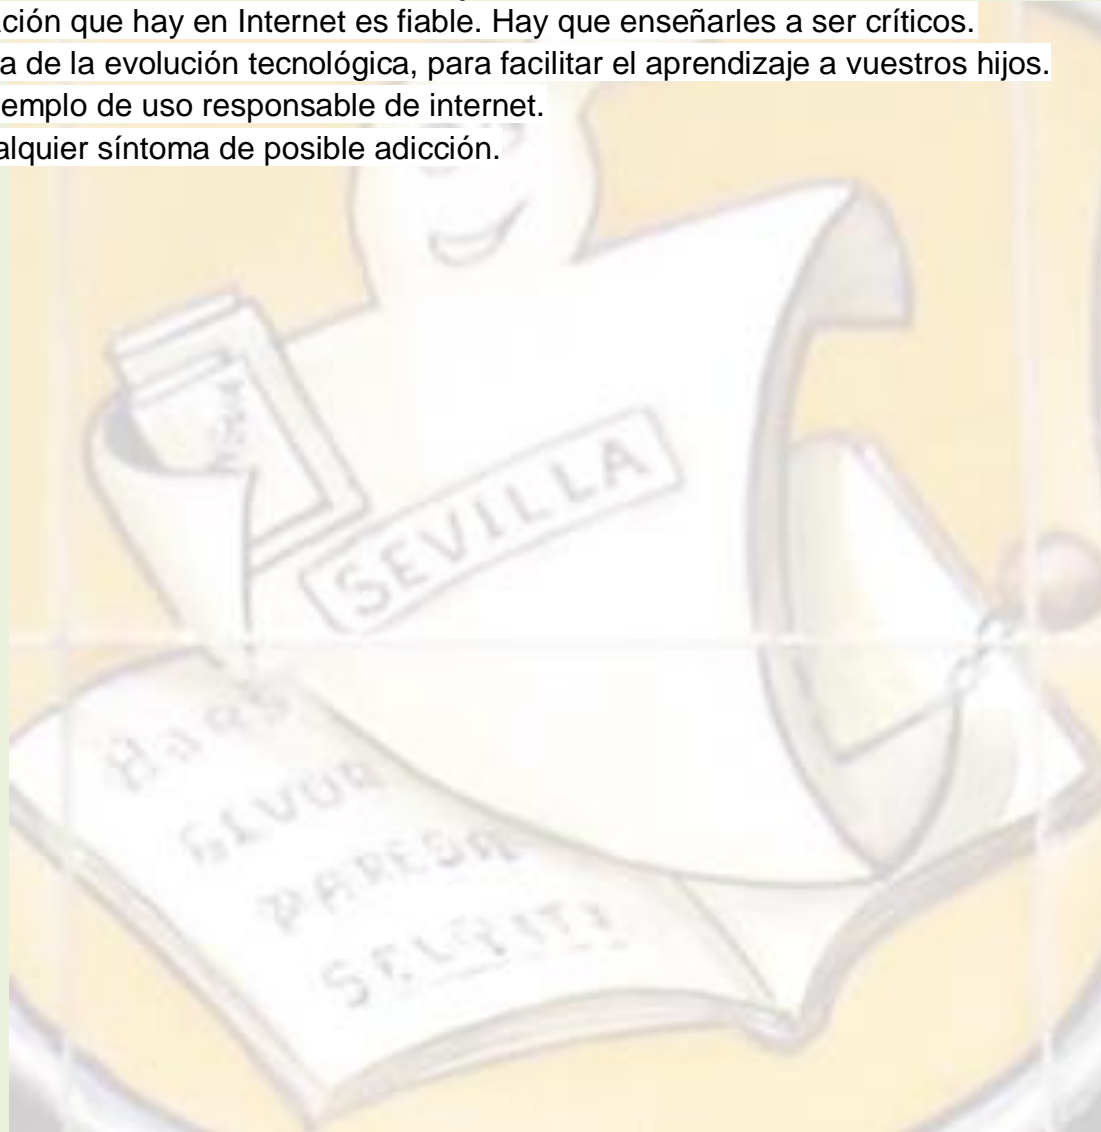 ción que hay en Internet es fiable. Hay que enseñarles a ser críticos.
a de la evolución tecnológica, para facilitar el aprendizaje a vuestros hijos.
emplo de uso responsable de internet.
alquier síntoma de posible adicción.
SEVILLA